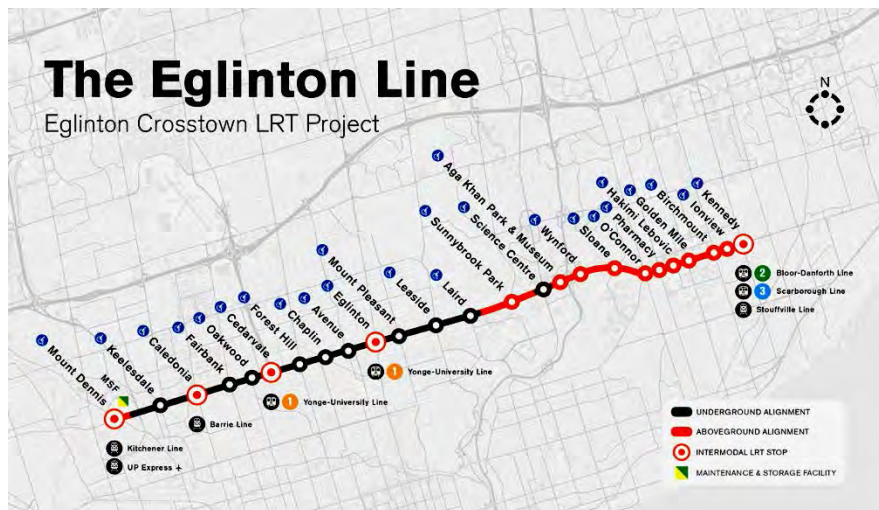 The Eglinton Line
Eglinton Crosstown LRT Project
N
Mount Dennis
MSF
Keelesdale
Caledonia
Fairbank
Oakwood
Cedarvale
Forest Hill
Chaplin
Avenue
Eglinton
Mount Pleasant
Leaside
Laird
Sunnybrook Park
Science Centre
Aga Khan Park & Museum
Wynford
Sloane
O'Connor
Pharmacy
Hakimi Lebovic
Golden Mile
Birchmount
Ionview
Kennedy
2 Bloor-Danforth Line
3 Scarborough Line
Stouffville Line
1 Yonge-University Line
1 Yonge-University Line
Barrie Line
Kitchener Line
UP Express +
UNDERGROUND ALIGNMENT
ABOVEGROUND ALIGNMENT
INTERMODAL LRT STOP
MAINTENANCE & STORAGE FACILITY